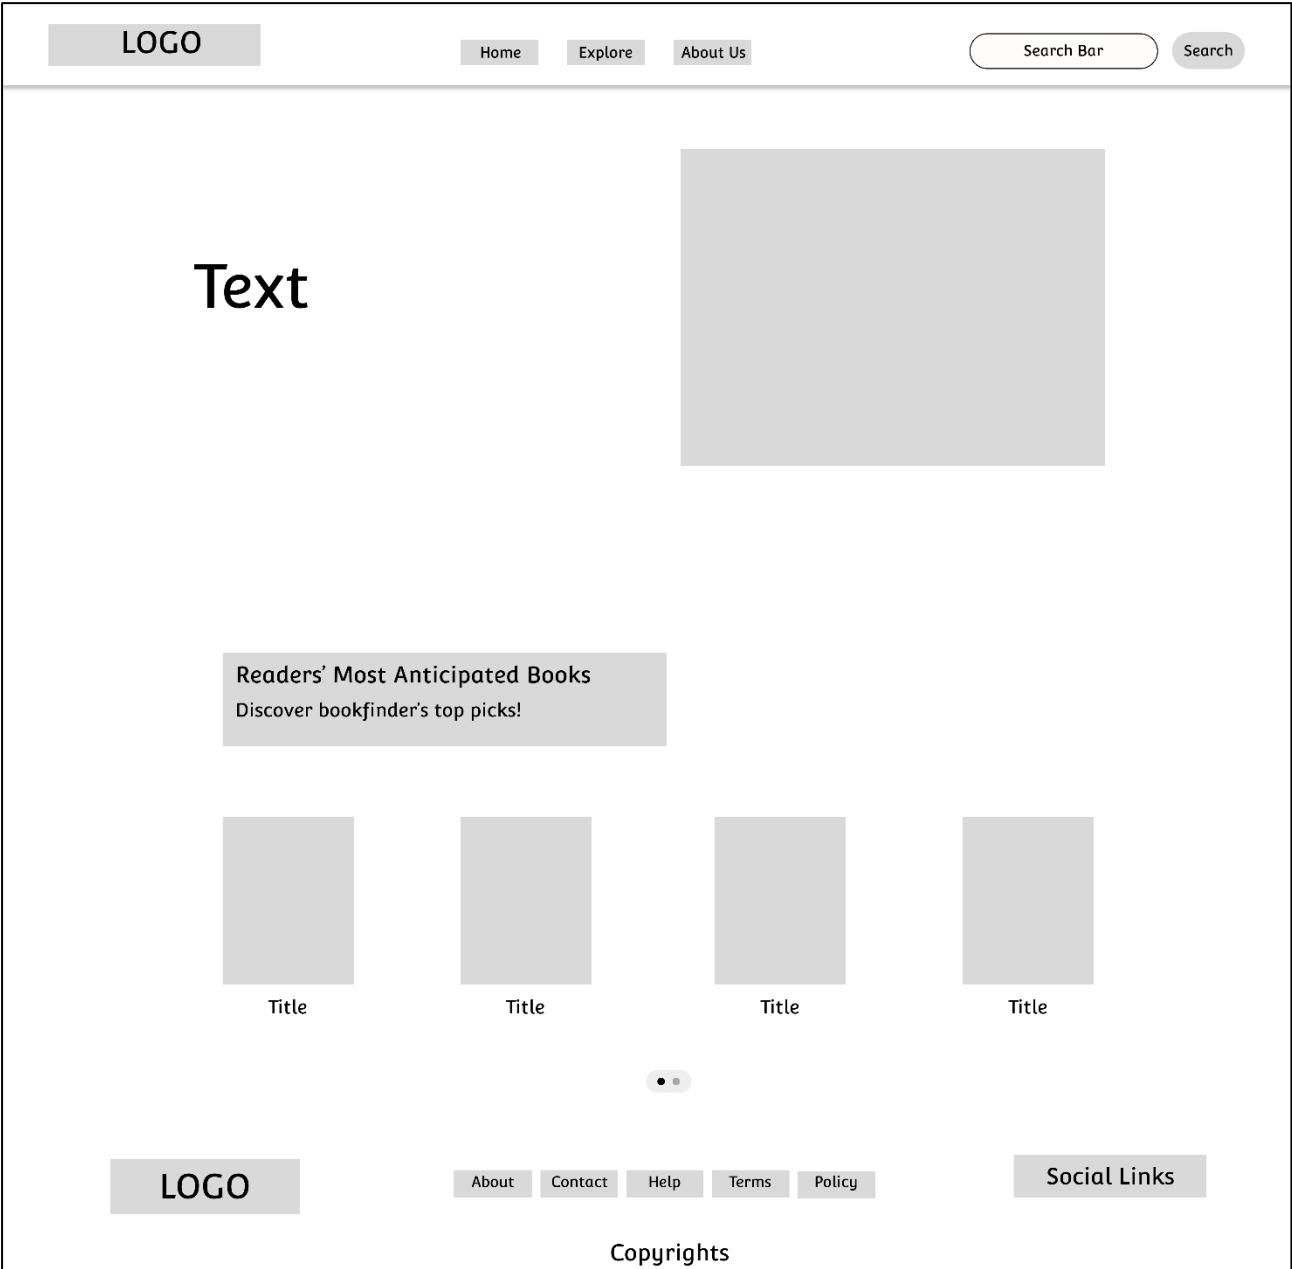 LOGO
Home Explore About Us
Search Bar Search
Text
Readers' Most Anticipated Books
Discover bookfinder's top picks!
Title Title Title Title
LOGO
About Contact Help Terms Policy
Social Links
Copyrights